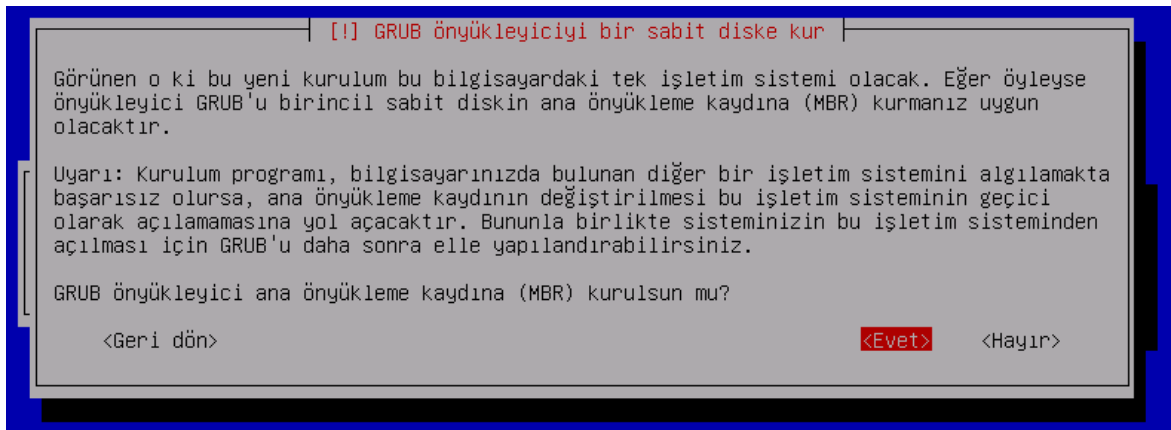 [!] GRUB önyükleyiciyi bir sabit diske kur
Görünen o ki bu yeni kurulum bu bilgisayardaki tek işletim sistemi olacak. Eğer öyleyse
önyükleyici GRUB'u birincil sabit diskin ana önyükleme kaydına (MBR) kurmanız uygun
olacaktır.
Uyarı: Kurulum programı, bilgisayarınızda bulunan diğer bir işletim sistemini algılamakta
başarısız olursa, ana önyükleme kaydının değiştirilmesi bu işletim sisteminin geçici
olarak açılamamasına yol açacaktır. Bununla birlikte sisteminizin bu işletim sisteminden
açılması için GRUB'u daha sonra elle yapılandırabilirsiniz.
GRUB önyükleyici ana önyükleme kaydına (MBR) kurulsun mu?
<Geri dön> <Evet> <Hayır>